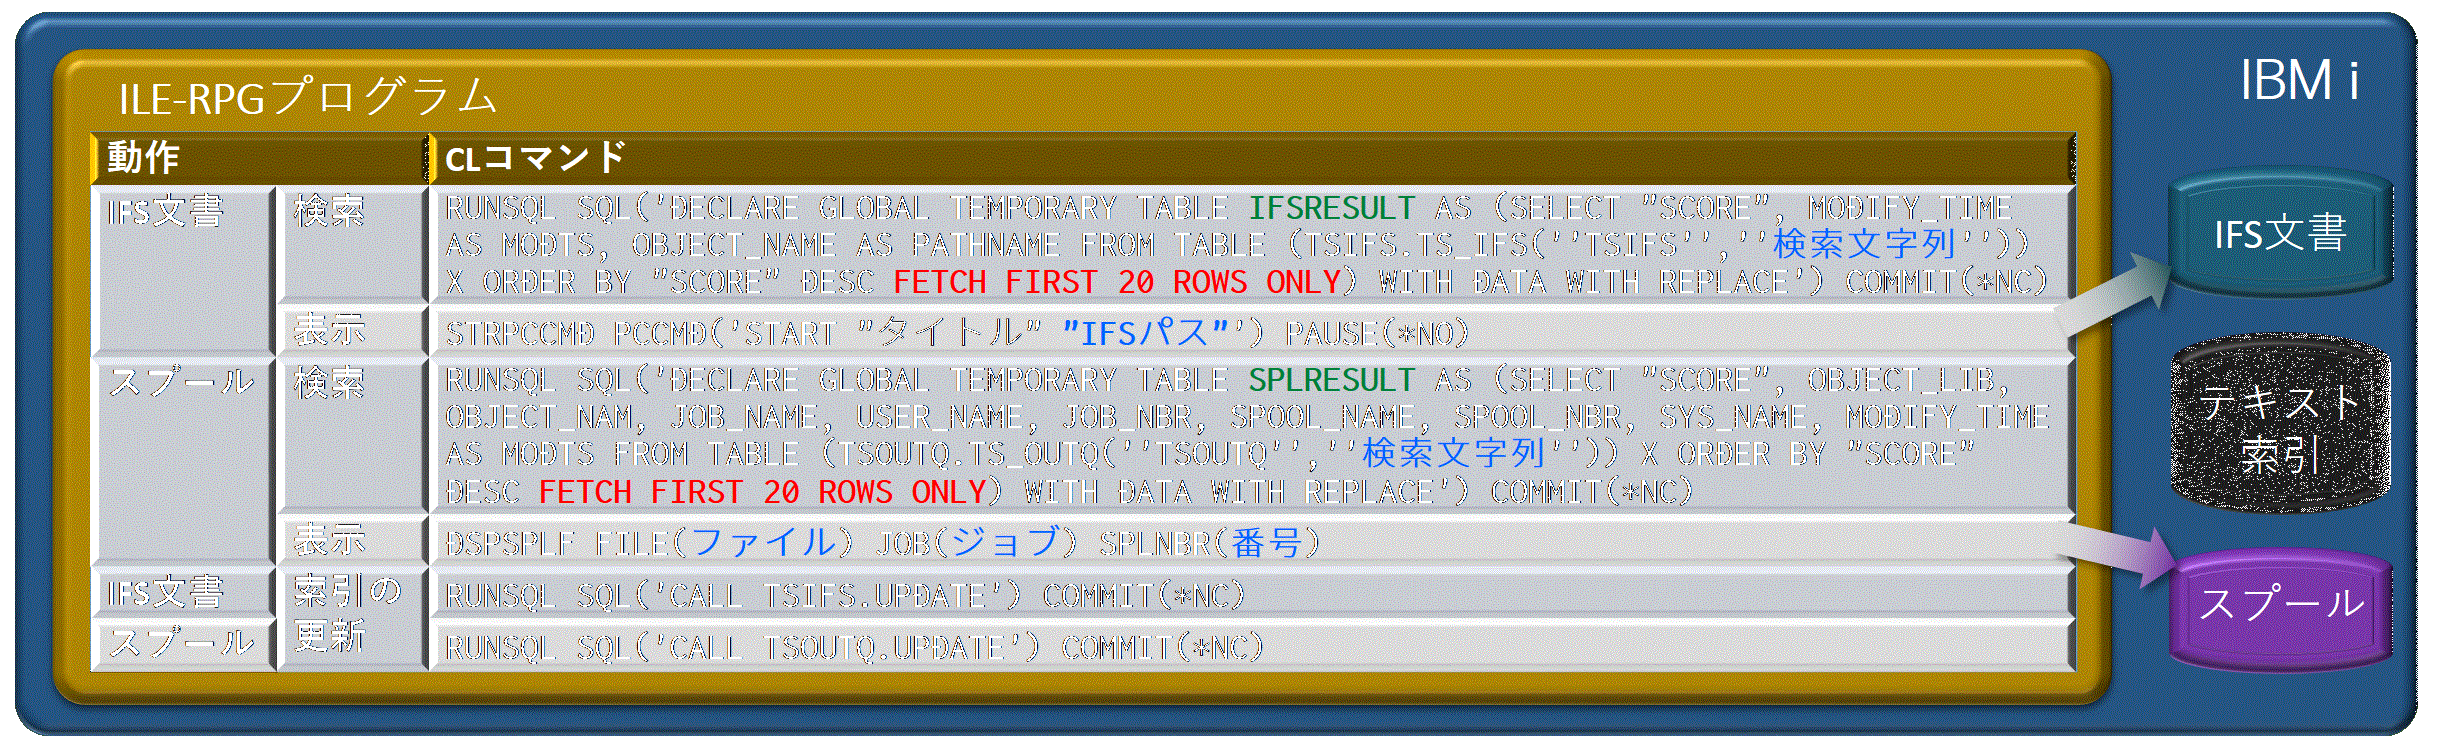 IBM i
ILE-RPGプログラム
動作
CLコマンド
IFS文書
検索
RUNSQL SQL('DECLARE GLOBAL TEMPORARY TABLE IFSRESULT AS (SELECT "SCORE", MODIFY_TIME
AS MODTS, OBJECT_NAME AS PATHNAME FROM TABLE (TSIFS.TS_IFS(''TSIFS'',''検索文字列''))
X ORDER BY "SCORE" DESC FETCH FIRST 20 ROWS ONLY) WITH DATA WITH REPLACE') COMMIT(*NC)
表示
STRPCCMD PCCMD('START "タイトル" "IFSパス"') PAUSE(*NO)
スプール
検索
RUNSQL SQL('DECLARE GLOBAL TEMPORARY TABLE SPLRESULT AS (SELECT "SCORE", OBJECT_LIB,
OBJECT_NAM, JOB_NAME, USER_NAME, JOB_NBR, SPOOL_NAME, SPOOL_NBR, SYS_NAME, MODIFY_TIME
AS MODTS FROM TABLE (TSOUTQ.TS_OUTQ(''TSOUTQ'',''検索文字列'')) X ORDER BY "SCORE"
DESC FETCH FIRST 20 ROWS ONLY) WITH DATA WITH REPLACE') COMMIT(*NC)
表示
DSPSPLF FILE(ファイル) JOB(ジョブ) SPLNBR(番号)
IFS文書
索引の
更新
RUNSQL SQL('CALL TSIFS.UPDATE') COMMIT(*NC)
スプール
RUNSQL SQL('CALL TSOUTQ.UPDATE') COMMIT(*NC)
IFS文書
テキスト
索引
スプール